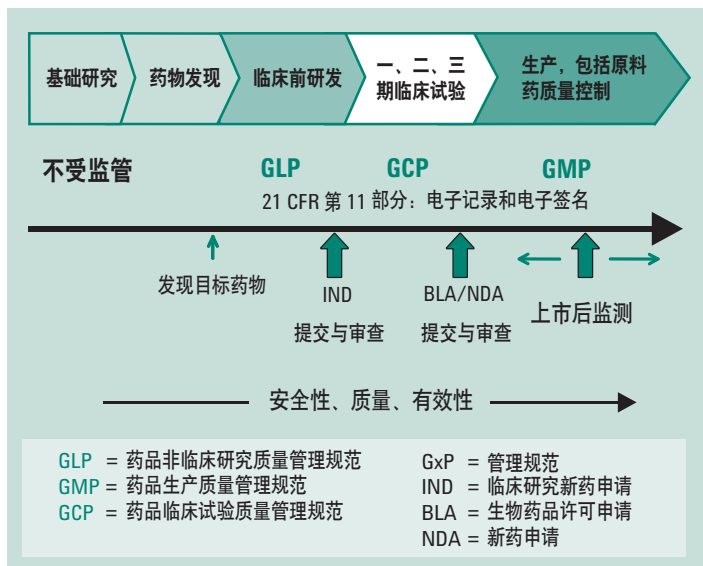 基础研究
药物发现
临床前研发
一、二、三
期临床试验
生产，包括原料
药质量控制
不受监管
GLP
GCP
GMP
21 CFR 第 11 部分：电子记录和电子签名
发现目标药物
IND
提交与审查
BLA/NDA
提交与审查
上市后监测
安全性、质量、有效性
GLP = 药品非临床研究质量管理规范
GMP = 药品生产质量管理规范
GCP = 药品临床试验质量管理规范
GxP = 管理规范
IND = 临床研究新药申请
BLA = 生物药品许可申请
NDA = 新药申请